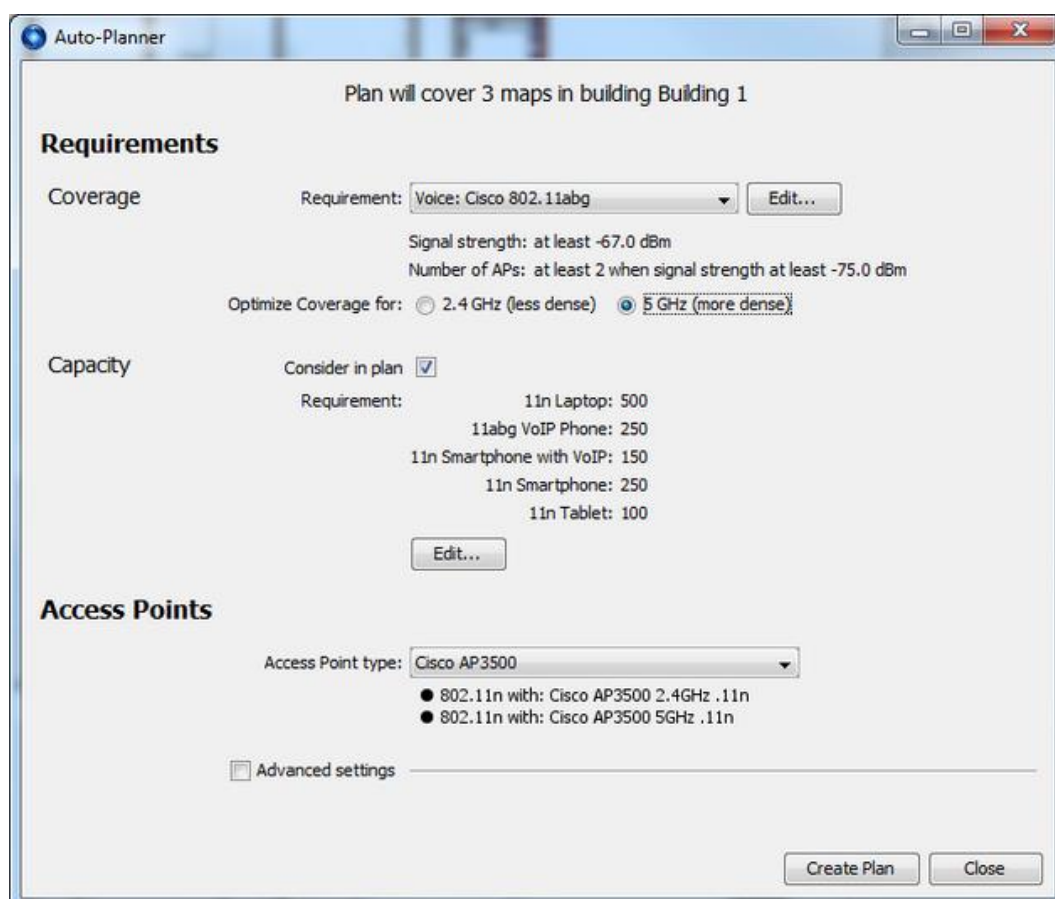 Auto-Planner
Plan will cover 3 maps in building Building 1
Requirements
Coverage
Requirement: Voice: Cisco 802.11abg Edit...
Signal strength: at least -67.0 dBm
Number of APs: at least 2 when signal strength at least -75.0 dBm
Optimize Coverage for: 2.4 GHz (less dense) 5 GHz (more dense)
Capacity
Consider in plan
Requirement: 11n Laptop: 500
11abg VoIP Phone: 250
11n Smartphone with VoIP: 150
11n Smartphone: 250
11n Tablet: 100
Edit...
Access Points
Access Point type: Cisco AP3500
● 802.11n with: Cisco AP3500 2.4GHz .11n
● 802.11n with: Cisco AP3500 5GHz .11n
Advanced settings
Create Plan Close